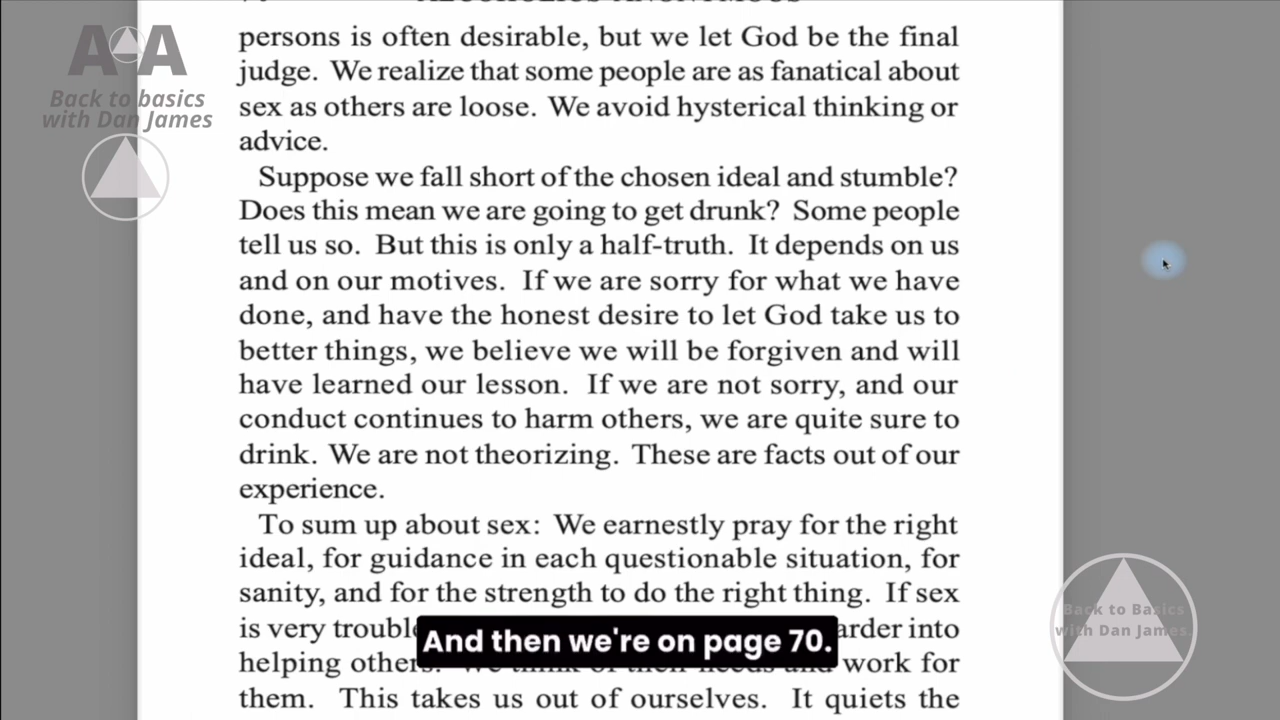 persons is often desirable, but we let God be the final
judge. We realize that some people are as fanatical about
sex as others are loose. We avoid hysterical thinking or
advice.
Suppose we fall short of the chosen ideal and stumble?
Does this mean we are going to get drunk? Some people
tell us so. But this is only a half-truth. It depends on us
and on our motives. If we are sorry for what we have
done, and have the honest desire to let God take us to
better things, we believe we will be forgiven and will
have learned our lesson. If we are not sorry, and our
conduct continues to harm others, we are quite sure to
drink. We are not theorizing. These are facts out of our
experience.
To sum up about sex: We earnestly pray for the right
ideal, for guidance in each questionable situation, for
sanity, and for the strength to do the right thing. If sex
is very into
helping work for
them. This takes us out of ourselves. It quiets the
And then we're on page 70.
A A
Back to basics
with Dan James
Back to Basics
with Dan James.